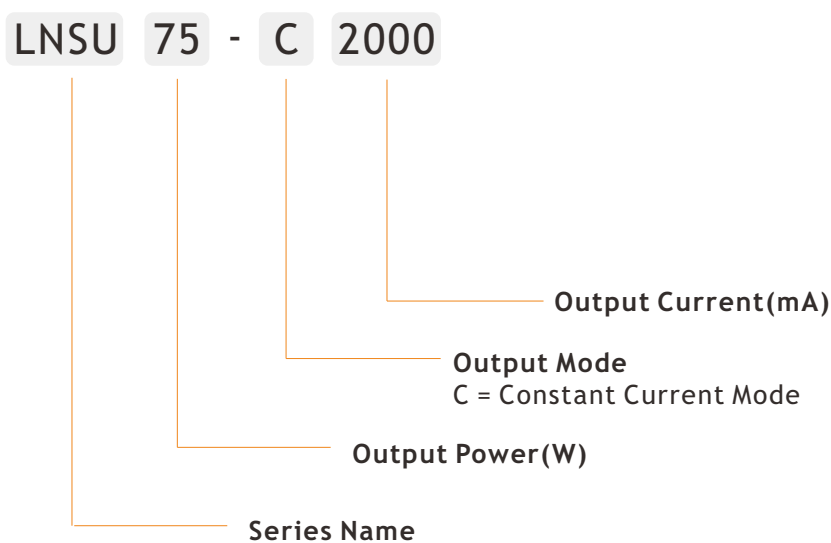 LNSU 75 - C 2000
Output Current(mA)
Output Mode
C = Constant Current Mode
Output Power(W)
Series Name